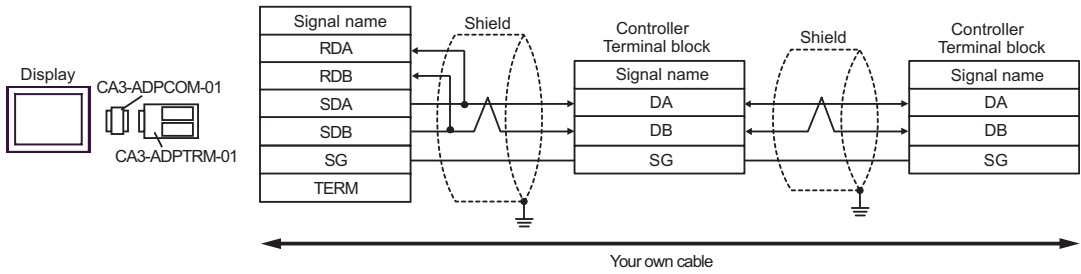 Display
CA3-ADPCOM-01
CA3-ADPTRM-01
Signal name
RDA
RDB
SDA
SDB
SG
TERM
Shield
Controller
Terminal block
Signal name
DA
DB
SG
Shield
Controller
Terminal block
Signal name
DA
DB
SG
Your own cable